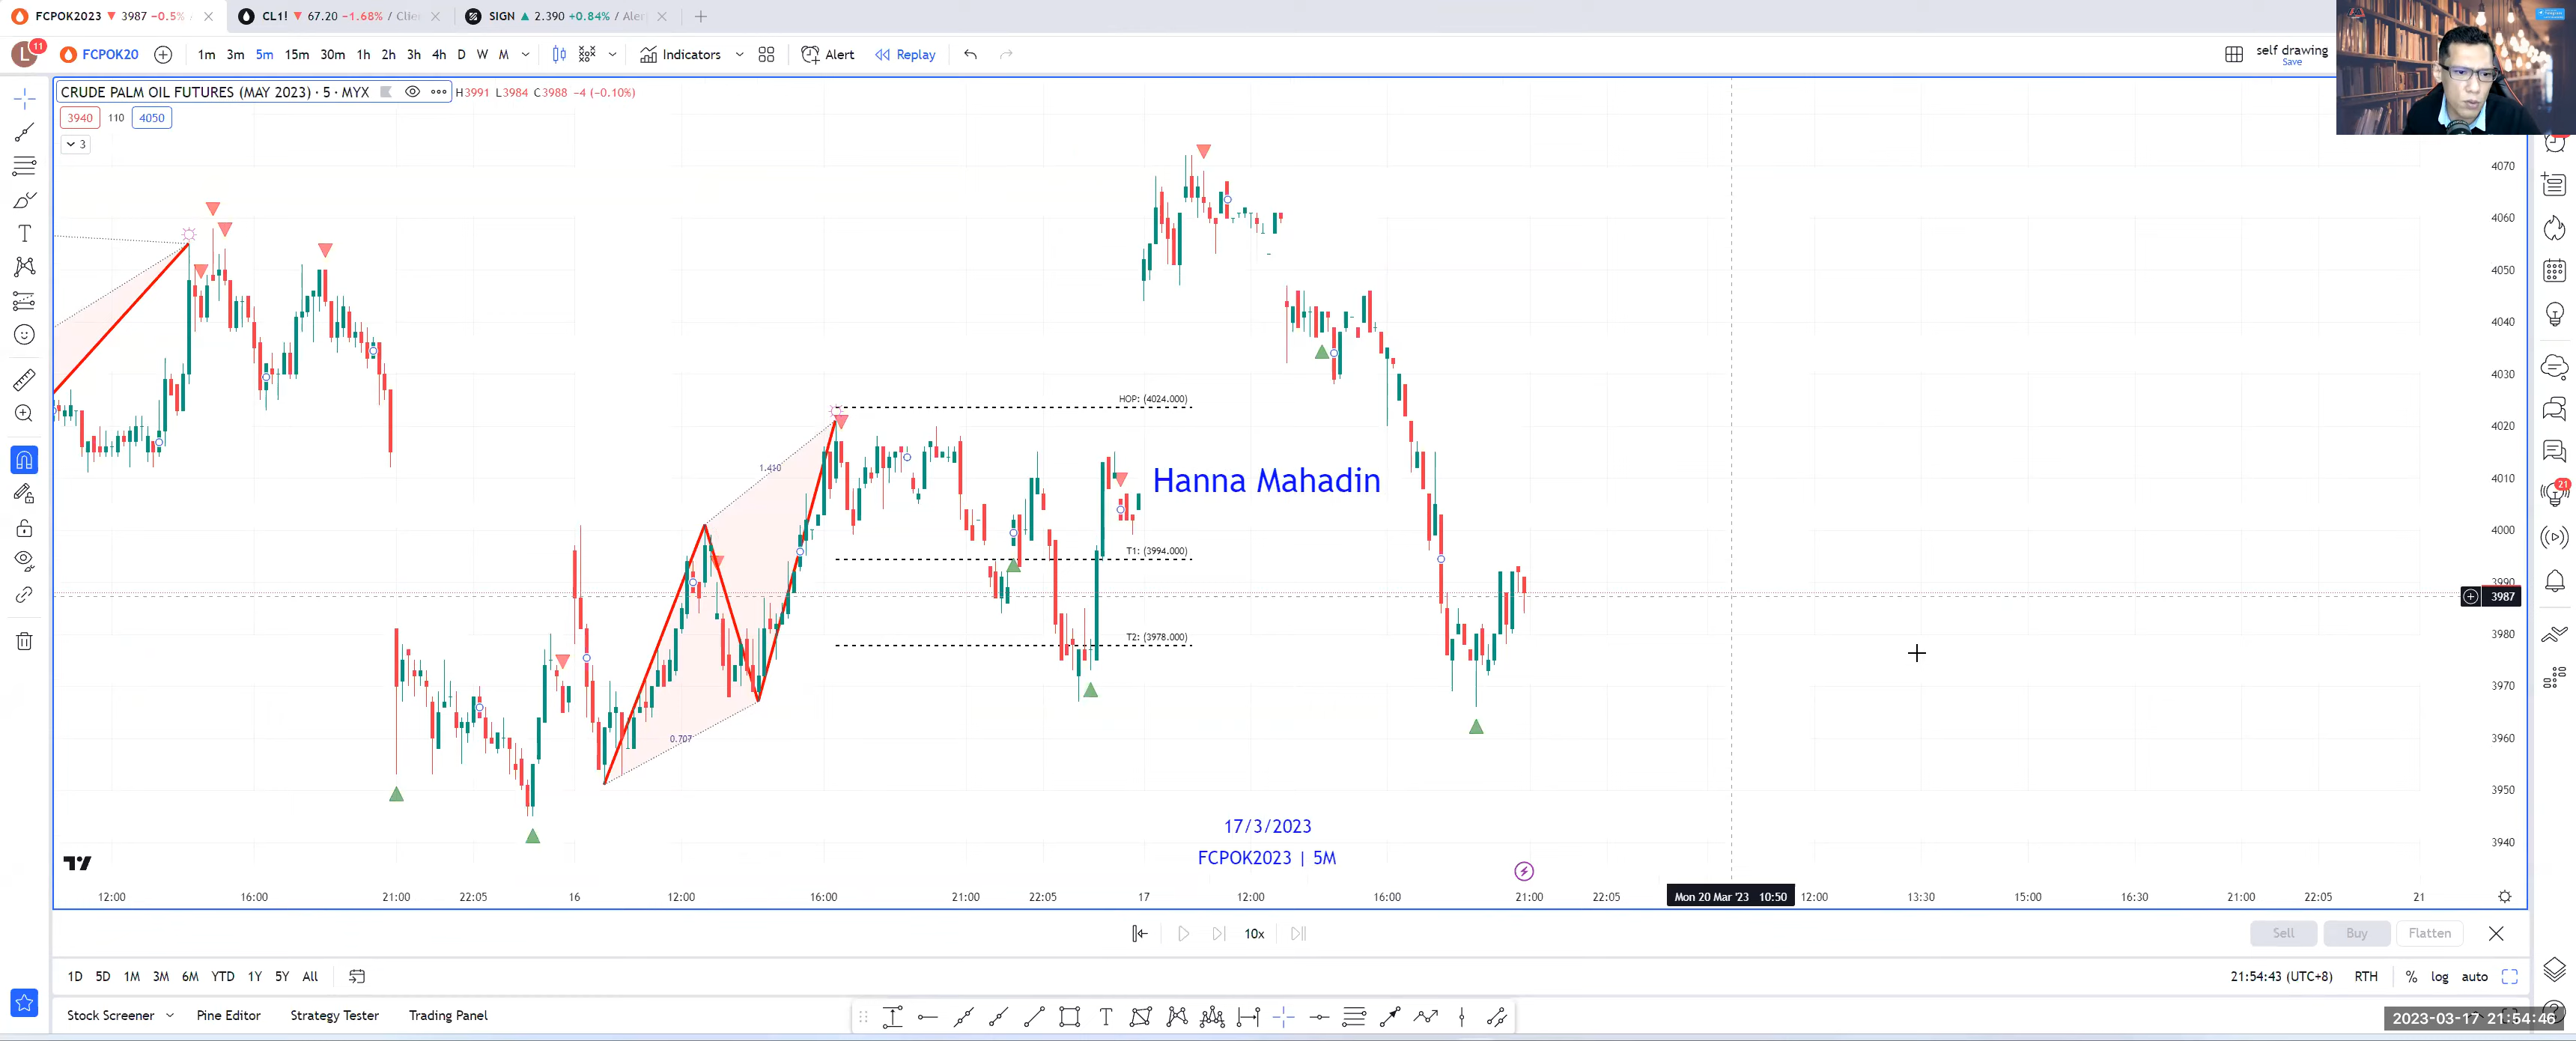 FCPOK2023 ▼ 3987 −0.5% /
CL1! ▼ 67.20 −1.68% / Clie
SIGN ▲ 2.390 +0.84% / Aler
L 11 FCPOK20 1m 3m 5m 15m 30m 1h 2h 3h 4h D W M Indicators Alert Replay self drawing
Save
CRUDE PALM OIL FUTURES (MAY 2023) · 5 · MYX H3991 L3984 C3988 −4 (−0.10%)
3940 110 4050
3
4070
4060
4050
4040
4030
HOP: (4024.000)
4020
1.410
Hanna Mahadin
4010
4000
T1: (3994.000)
3990
3987
T2: (3978.000)
3980
3970
0.707
3960
3950
17/3/2023
3940
FCPOK2023 | 5M
12:00 16:00 21:00 22:05 16 12:00 16:00 21:00 22:05 17 12:00 16:00 21:00 22:05 Mon 20 Mar '23 10:50 12:00 13:30 15:00 16:30 21:00 22:05 21
10x Sell Buy Flatten
1D 5D 1M 3M 6M YTD 1Y 5Y All 21:54:43 (UTC+8) RTH % log auto
Stock Screener Pine Editor Strategy Tester Trading Panel
21
2023-03-17 21:54:46